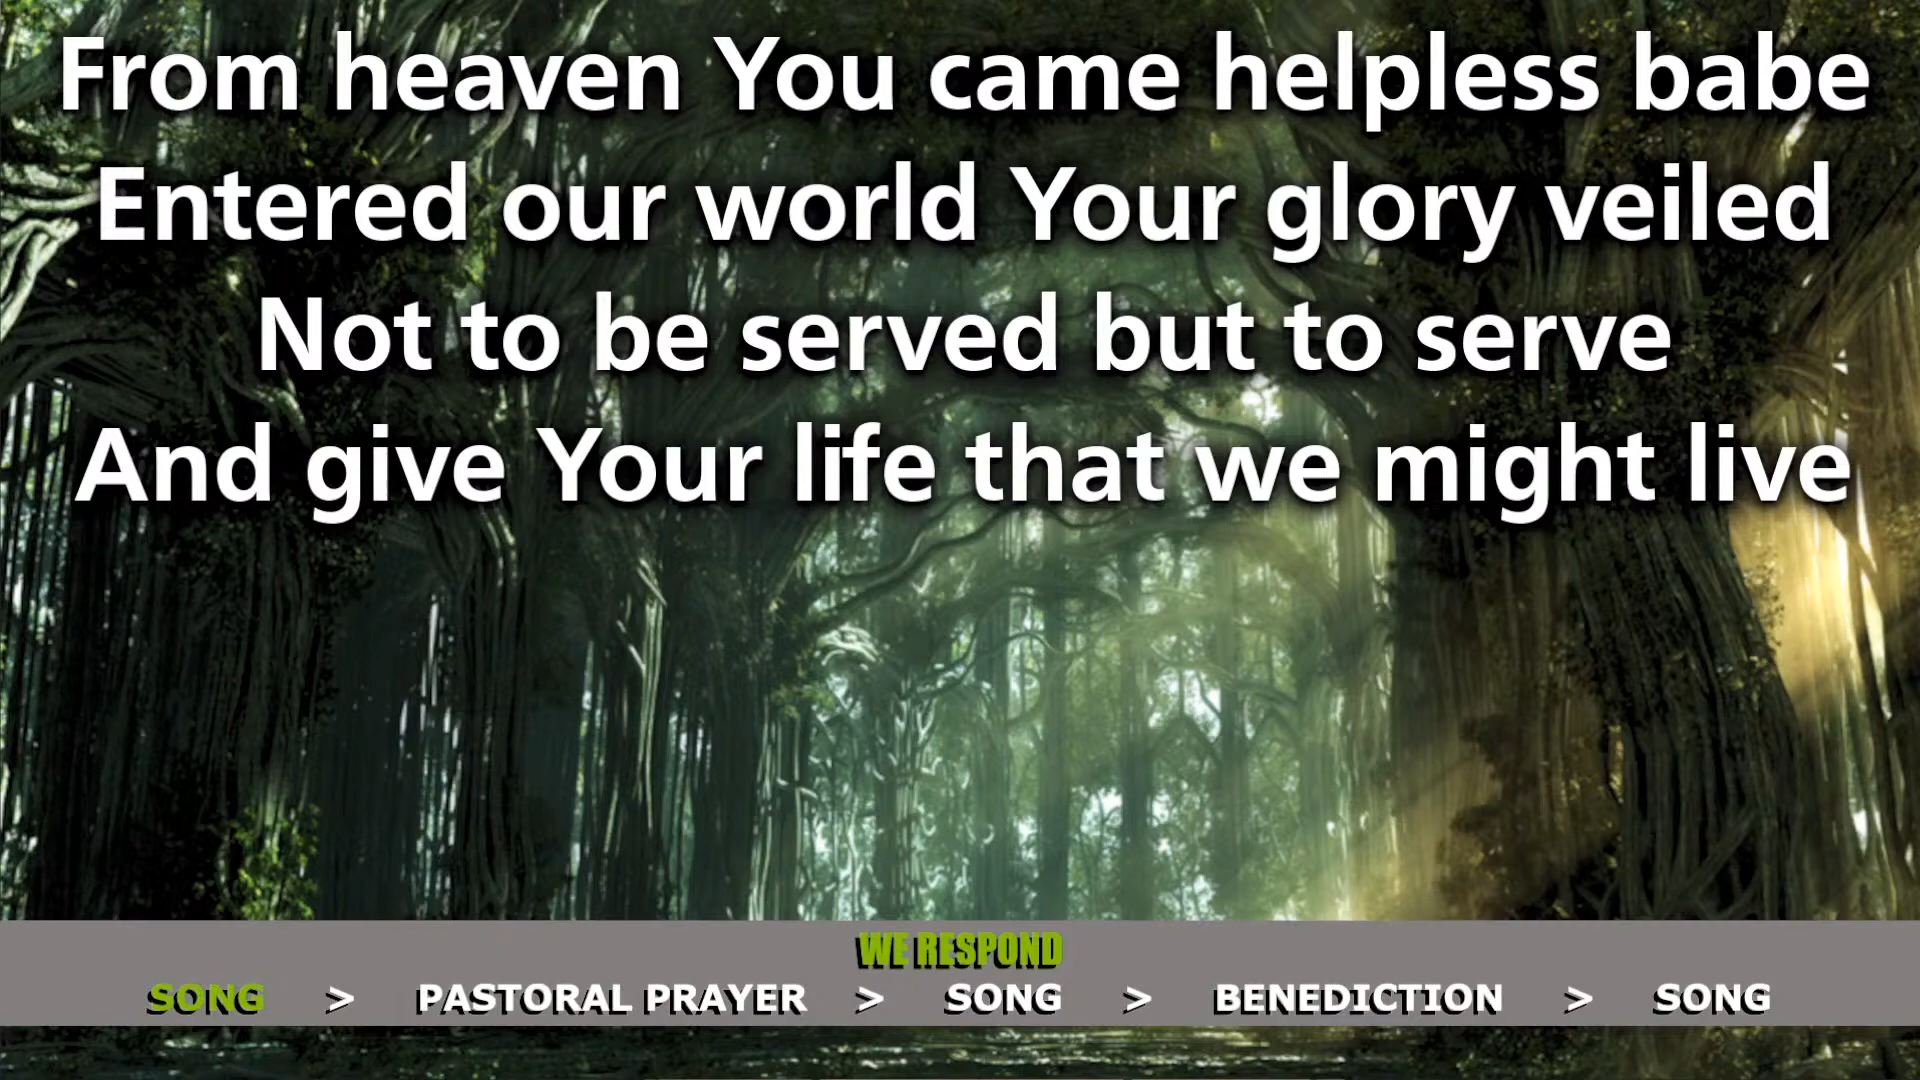 From heaven You came helpless babe
Entered our world Your glory veiled
Not to be served but to serve
And give Your life that we might live
WE RESPOND
SONG > PASTORAL PRAYER > SONG > BENEDICTION > SONG